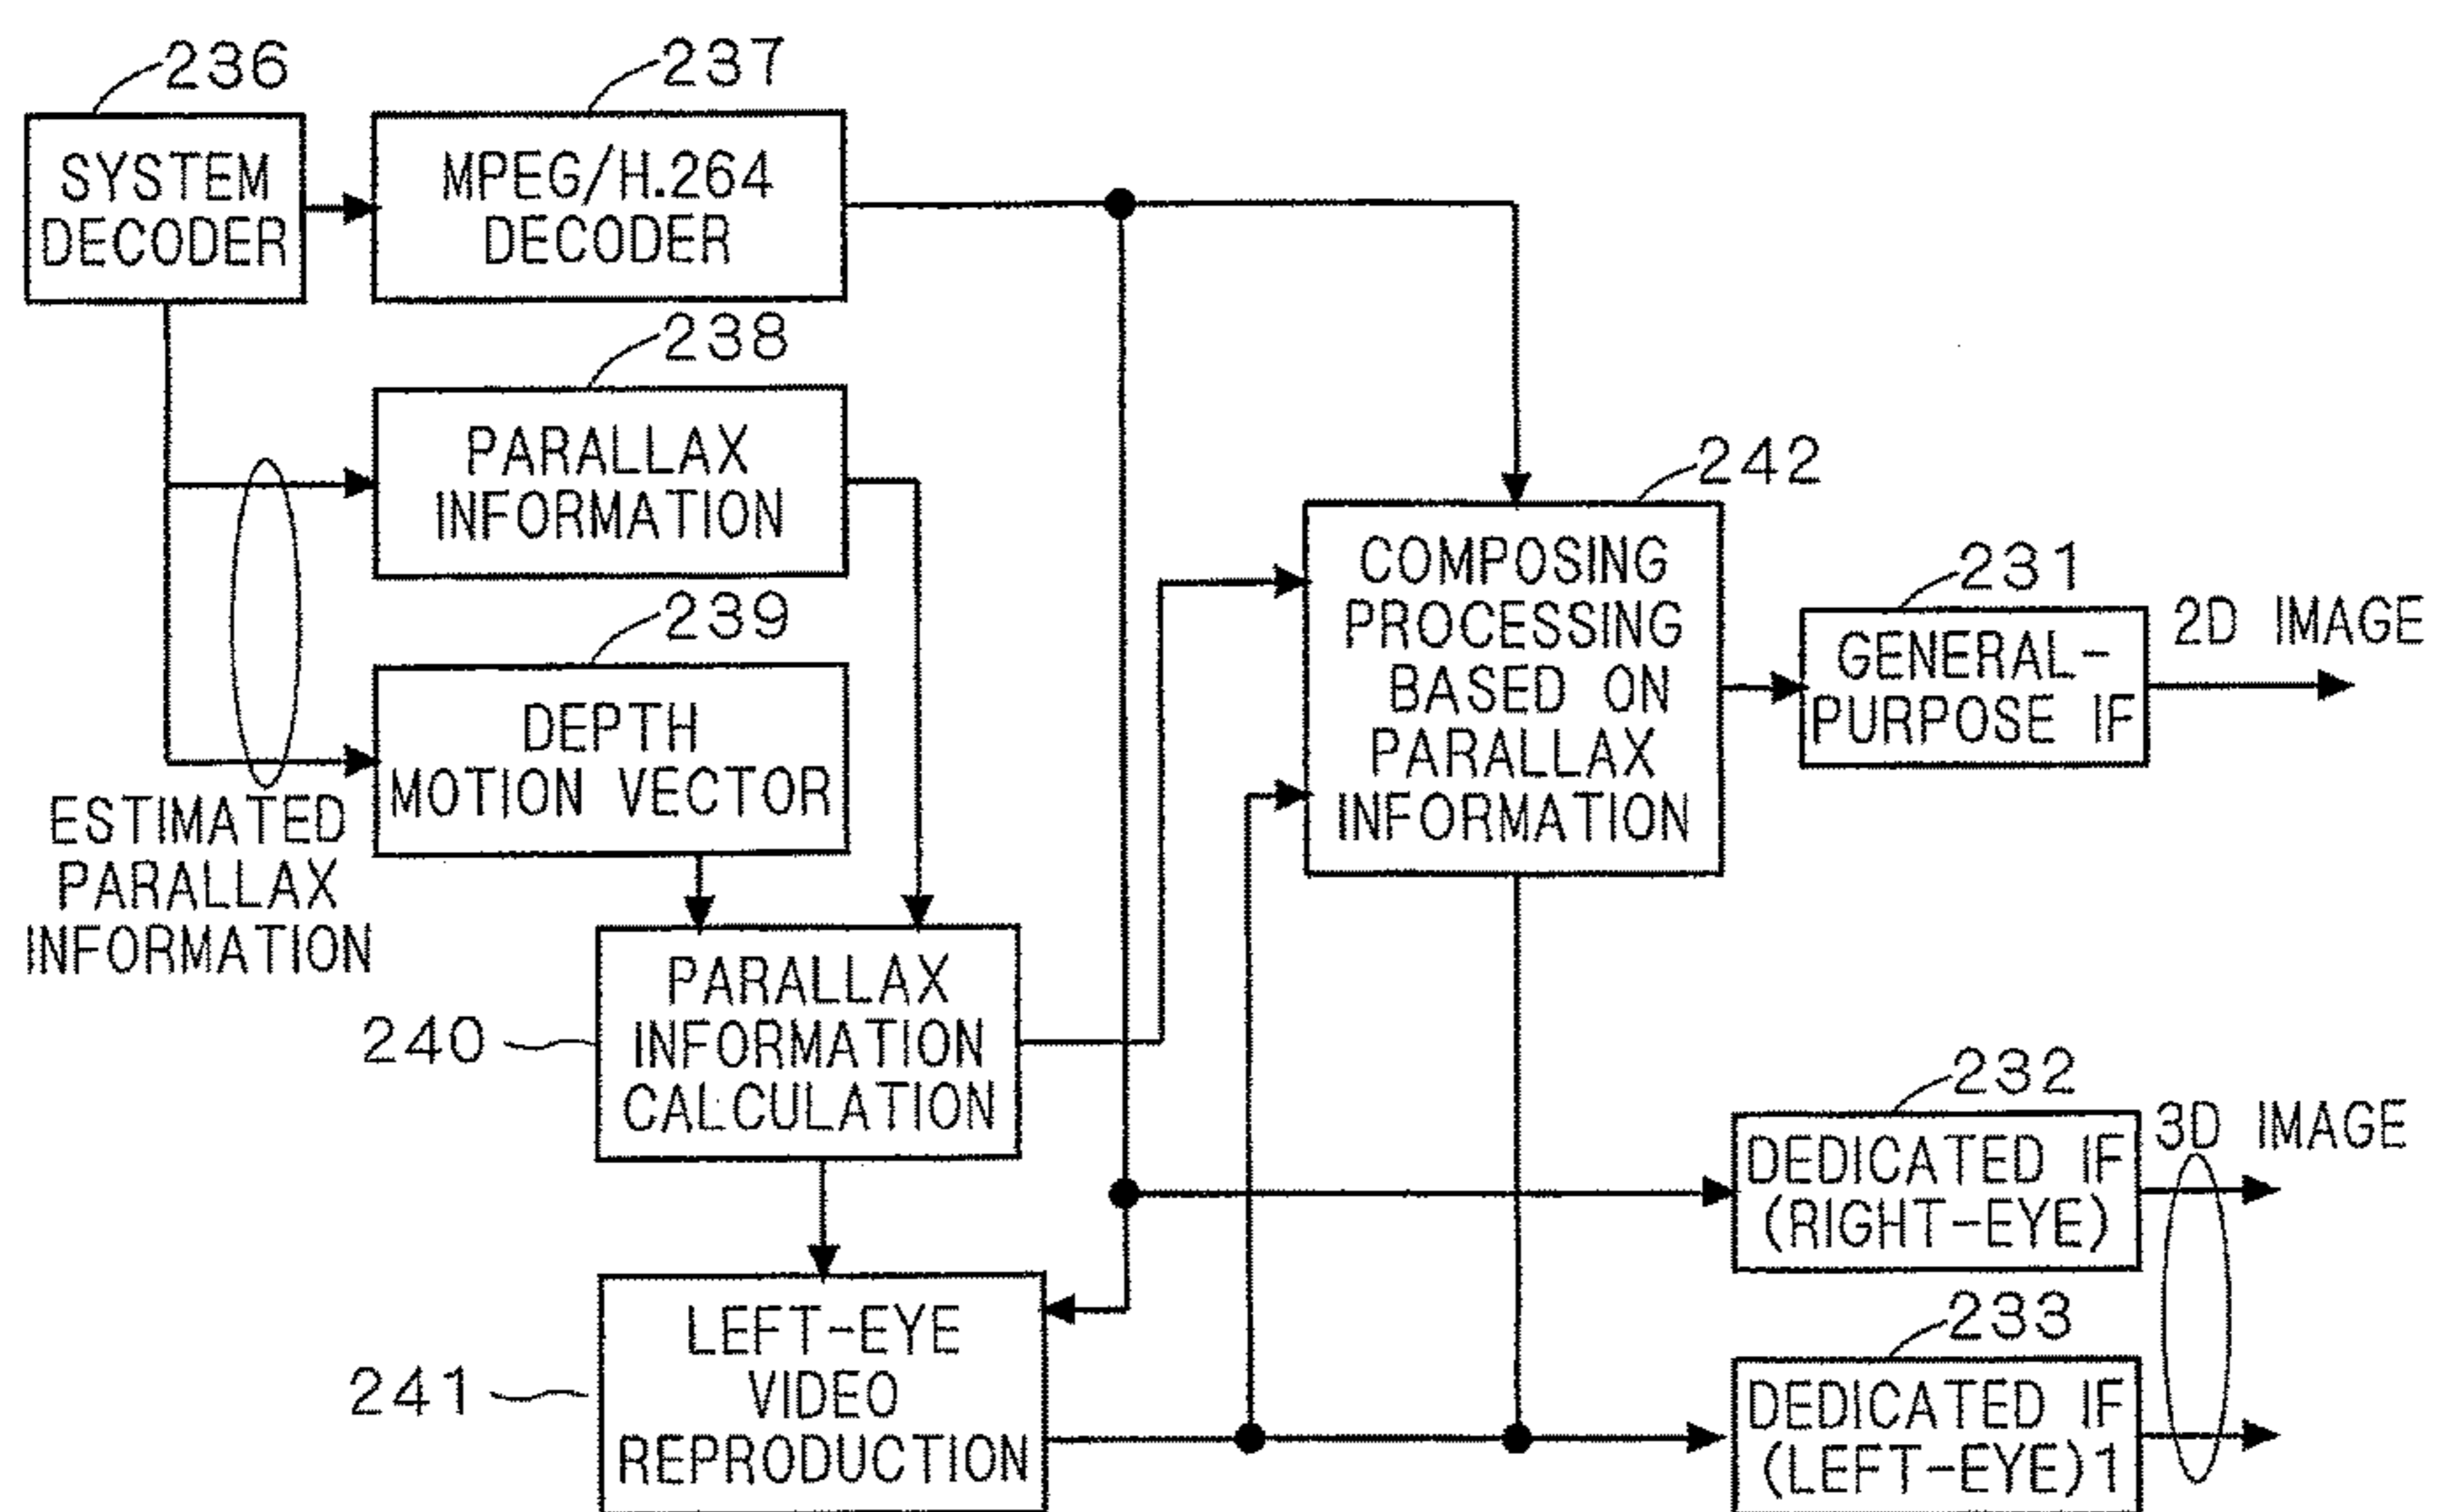 236
SYSTEM
DECODER
237
MPEG/H.264
DECODER
238
PARALLAX
INFORMATION
239
DEPTH
MOTION VECTOR
ESTIMATED
PARALLAX
INFORMATION
240
PARALLAX
INFORMATION
CALCULATION
241
LEFT-EYE
VIDEO
REPRODUCTION
242
COMPOSING
PROCESSING
BASED ON
PARALLAX
INFORMATION
231
GENERAL-
PURPOSE IF
2D IMAGE
232
DEDICATED IF
(RIGHT-EYE)
3D IMAGE
233
DEDICATED IF
(LEFT-EYE)1